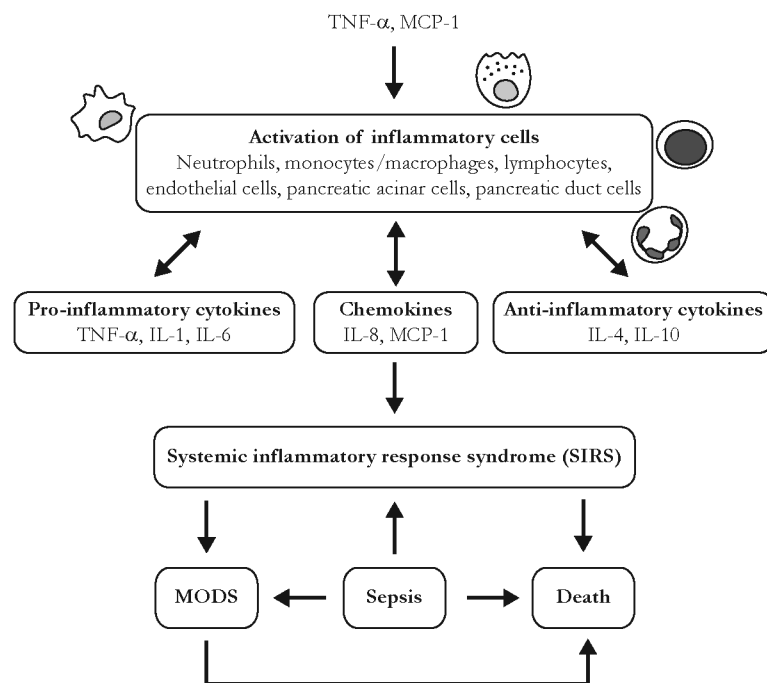 TNF-α, MCP-1
Activation of inflammatory cells
Neutrophils, monocytes/macrophages, lymphocytes,
endothelial cells, pancreatic acinar cells, pancreatic duct cells
Pro-inflammatory cytokines
TNF-α, IL-1, IL-6
Chemokines
IL-8, MCP-1
Anti-inflammatory cytokines
IL-4, IL-10
Systemic inflammatory response syndrome (SIRS)
MODS
Sepsis
Death